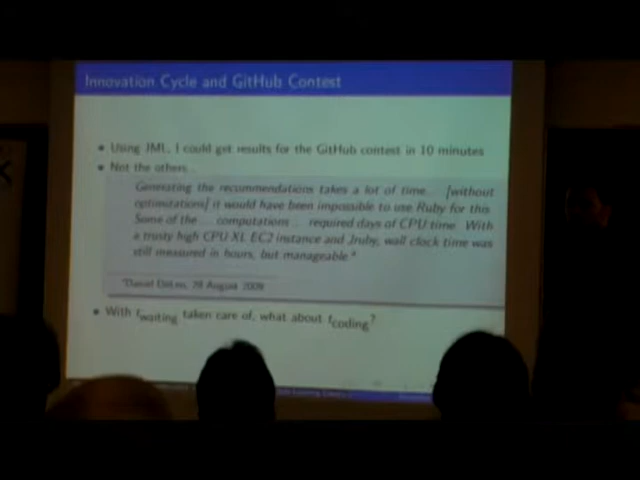 Innovation Cycle and GitHub Contest
• Using JML, I could get results for the GitHub contest in 10 minutes
• Not the others...
Generating the recommendations takes a lot of time... [without
optimizations] it would have been impossible to use Ruby for this.
Some of the ... computations ... required days of CPU time. With
a trusty high CPU XL EC2 instance and Jruby, wall clock time was
still measured in hours, but manageable.ᵃ
ᵃDaniel 28 August 2009
• With t_waiting taken care of, what about t_coding?